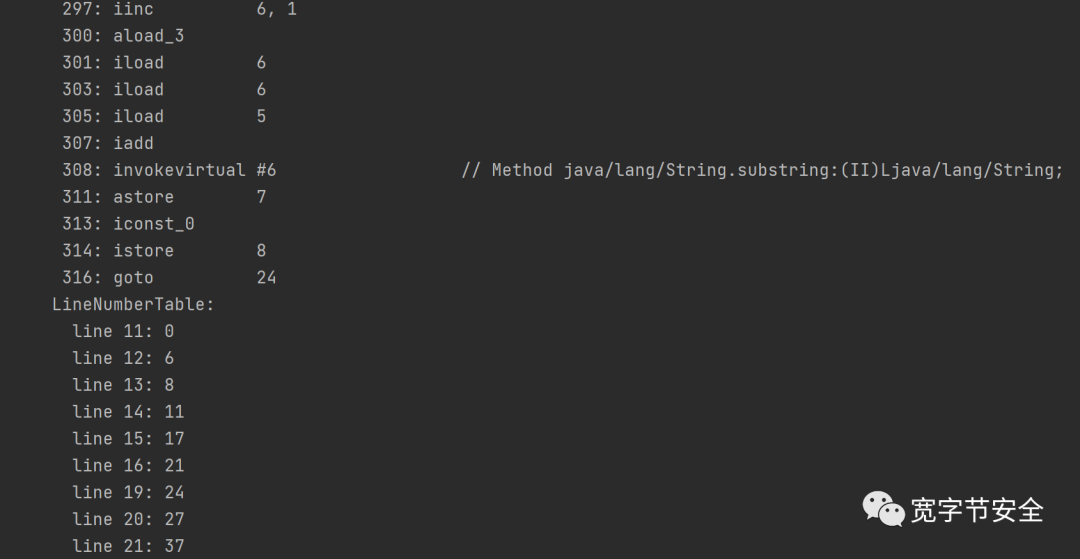 297: iinc 6, 1
300: aload_3
301: iload 6
303: iload 6
305: iload 5
307: iadd
308: invokevirtual #6 // Method java/lang/String.substring:(II)Ljava/lang/String;
311: astore 7
313: iconst_0
314: istore 8
316: goto 24
LineNumberTable:
line 11: 0
line 12: 6
line 13: 8
line 14: 11
line 15: 17
line 16: 21
line 19: 24
line 20: 27
line 21: 37
宽字节安全